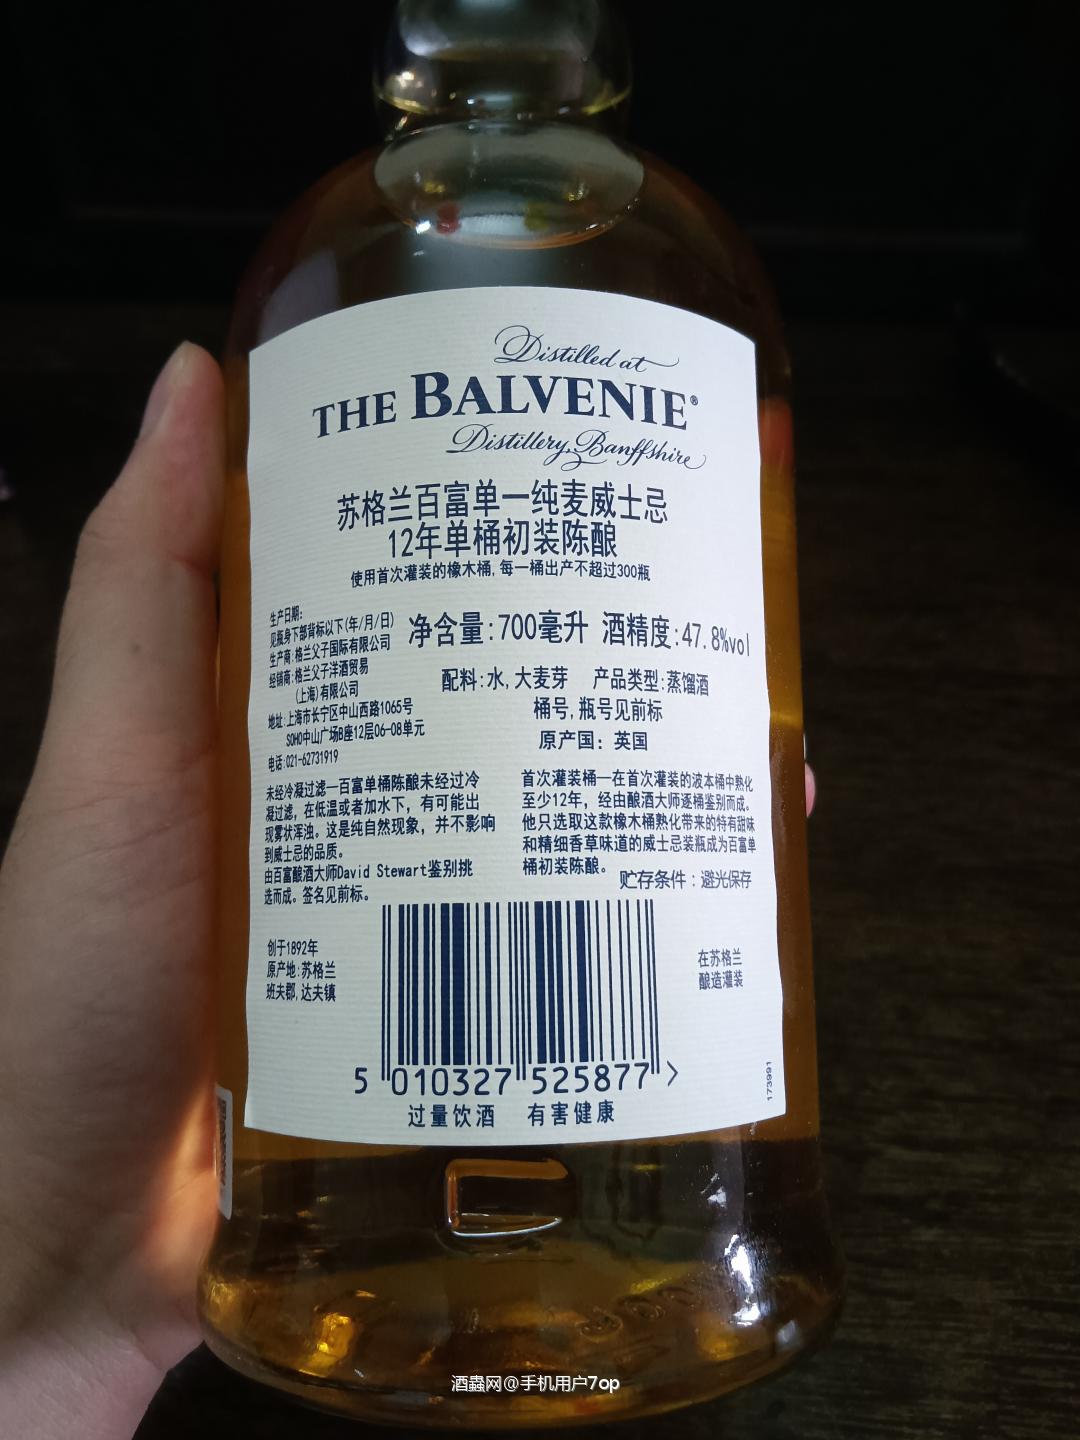 Distilled at
THE BALVENIE®
Distillery, Banffshire
苏格兰百富单一纯麦威士忌
12年单桶初装陈酿
使用首次灌装的橡木桶,每一桶出产不超过300瓶
生产日期:
见瓶身下部背标以下(年/月/日)
生产商:格兰父子国际有限公司
经销商:格兰父子洋酒贸易
(上海)有限公司
地址:上海市长宁区中山西路1065号
SOHO中山广场B座12层06-08单元
电话:021-62731919
净含量:700毫升 酒精度:47.8%vol
配料:水,大麦芽 产品类型:蒸馏酒
桶号,瓶号见前标
原产国: 英国
未经冷凝过滤一百富单桶陈酿未经过冷
凝过滤，在低温或者加水下，有可能出
现雾状浑浊。这是纯自然现象，并不影响
到威士忌的品质。
由百富酿酒大师David Stewart鉴别挑
选而成。签名见前标。
首次灌装桶一在首次灌装的波本桶中熟化
至少12年，经由酿酒大师逐桶鉴别而成。
他只选取这款橡木桶熟化带来的特有甜味
和精细香草味道的威士忌装瓶成为百富单
桶初装陈酿。
贮存条件：避光保存
创于1892年
原产地:苏格兰
班夫郡,达夫镇
在苏格兰
酿造灌装
5 010327 525877 >
173991
过量饮酒 有害健康
酒蟲网@手机用户7op